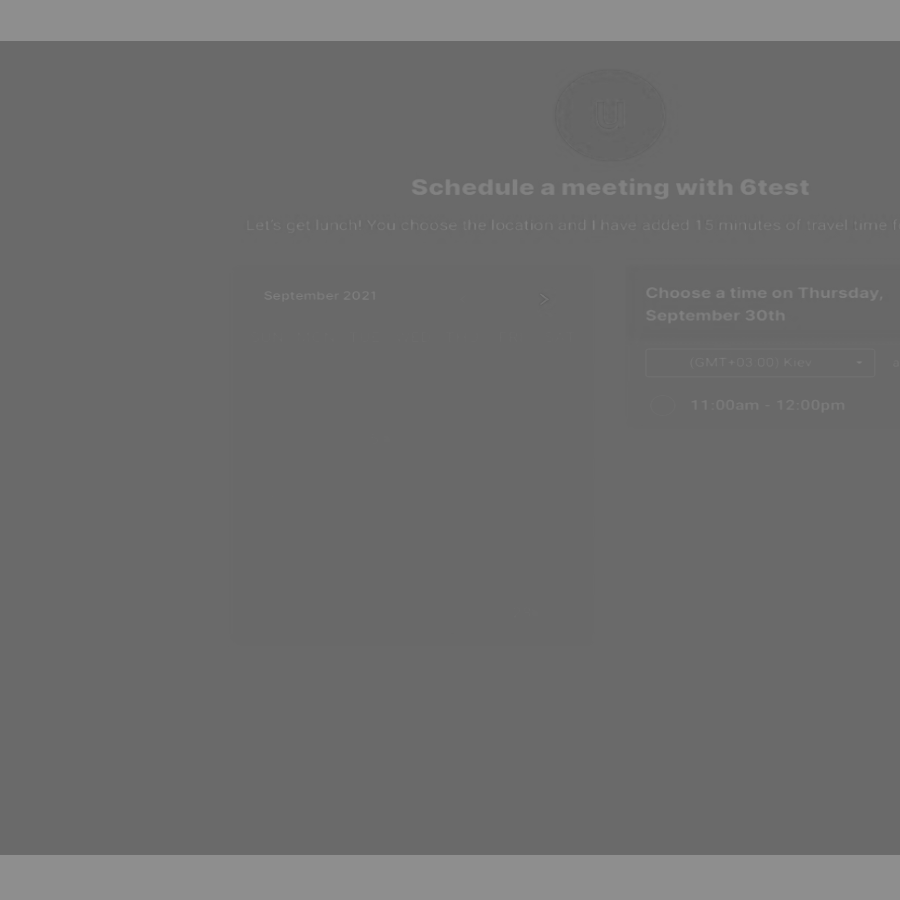 Schedule a meeting with 6test
Let's get lunch! You choose the location and I have added 15 minutes of travel time
September 2021
Choose a time on Thursday,
September 30th
(GMT+03:00) Kiev
11:00am - 12:00pm